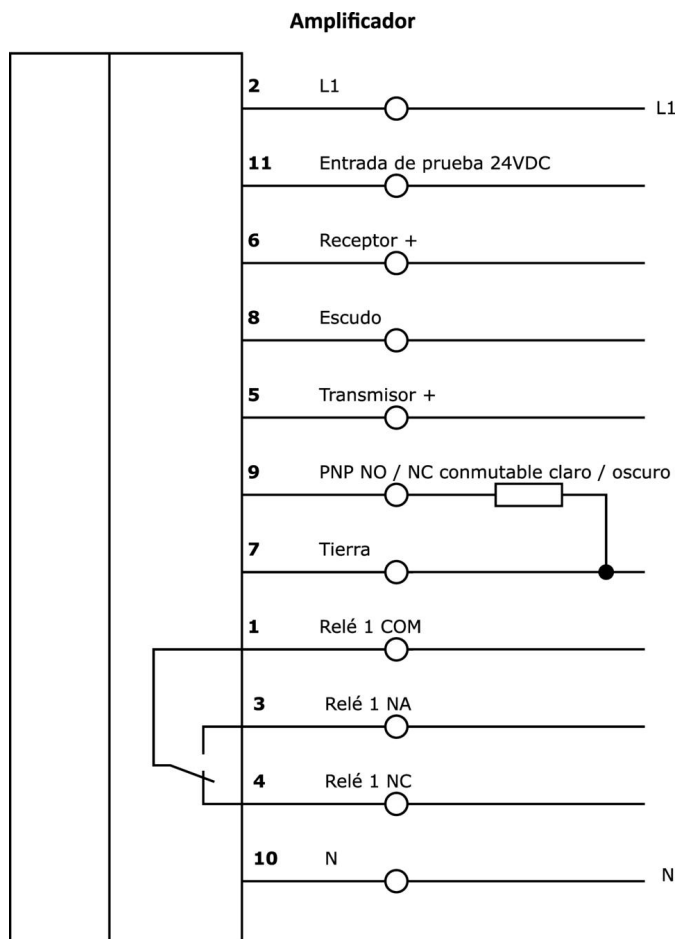 Amplificador
2 L1
L1
11 Entrada de prueba 24VDC
6 Receptor +
8 Escudo
5 Transmisor +
9 PNP NO / NC conmutable claro / oscuro
7 Tierra
1 Relé 1 COM
3 Relé 1 NA
4 Relé 1 NC
10 N
N